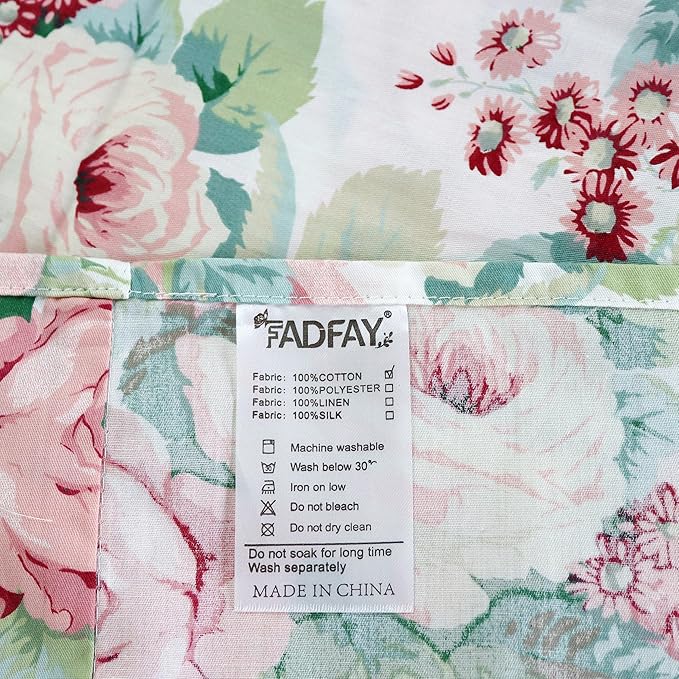 FADFAY®
Fabric: 100%COTTON ☑
Fabric: 100%POLYESTER ☐
Fabric: 100%LINEN ☐
Fabric: 100%SILK ☐
Machine washable
Wash below 30℃
Iron on low
Do not bleach
Do not dry clean
Do not soak for long time
Wash separately
MADE IN CHINA